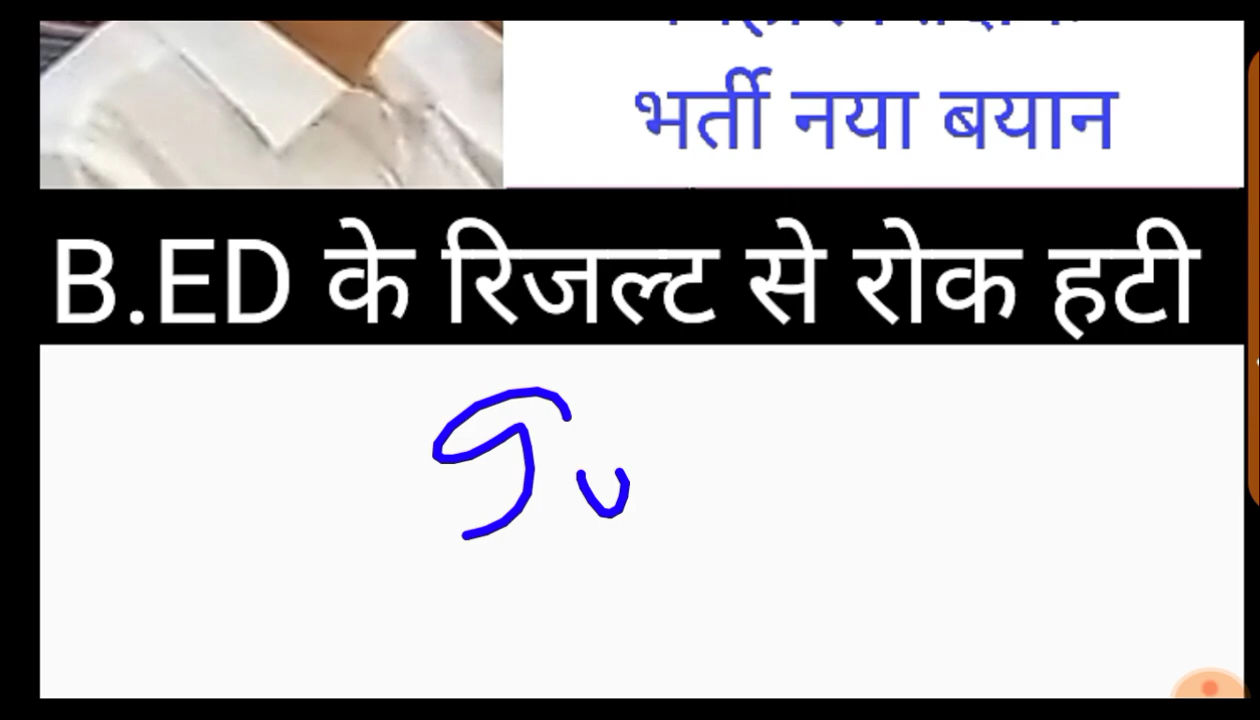 भर्ती नया बयान
B.ED के रिजल्ट से रोक हटी